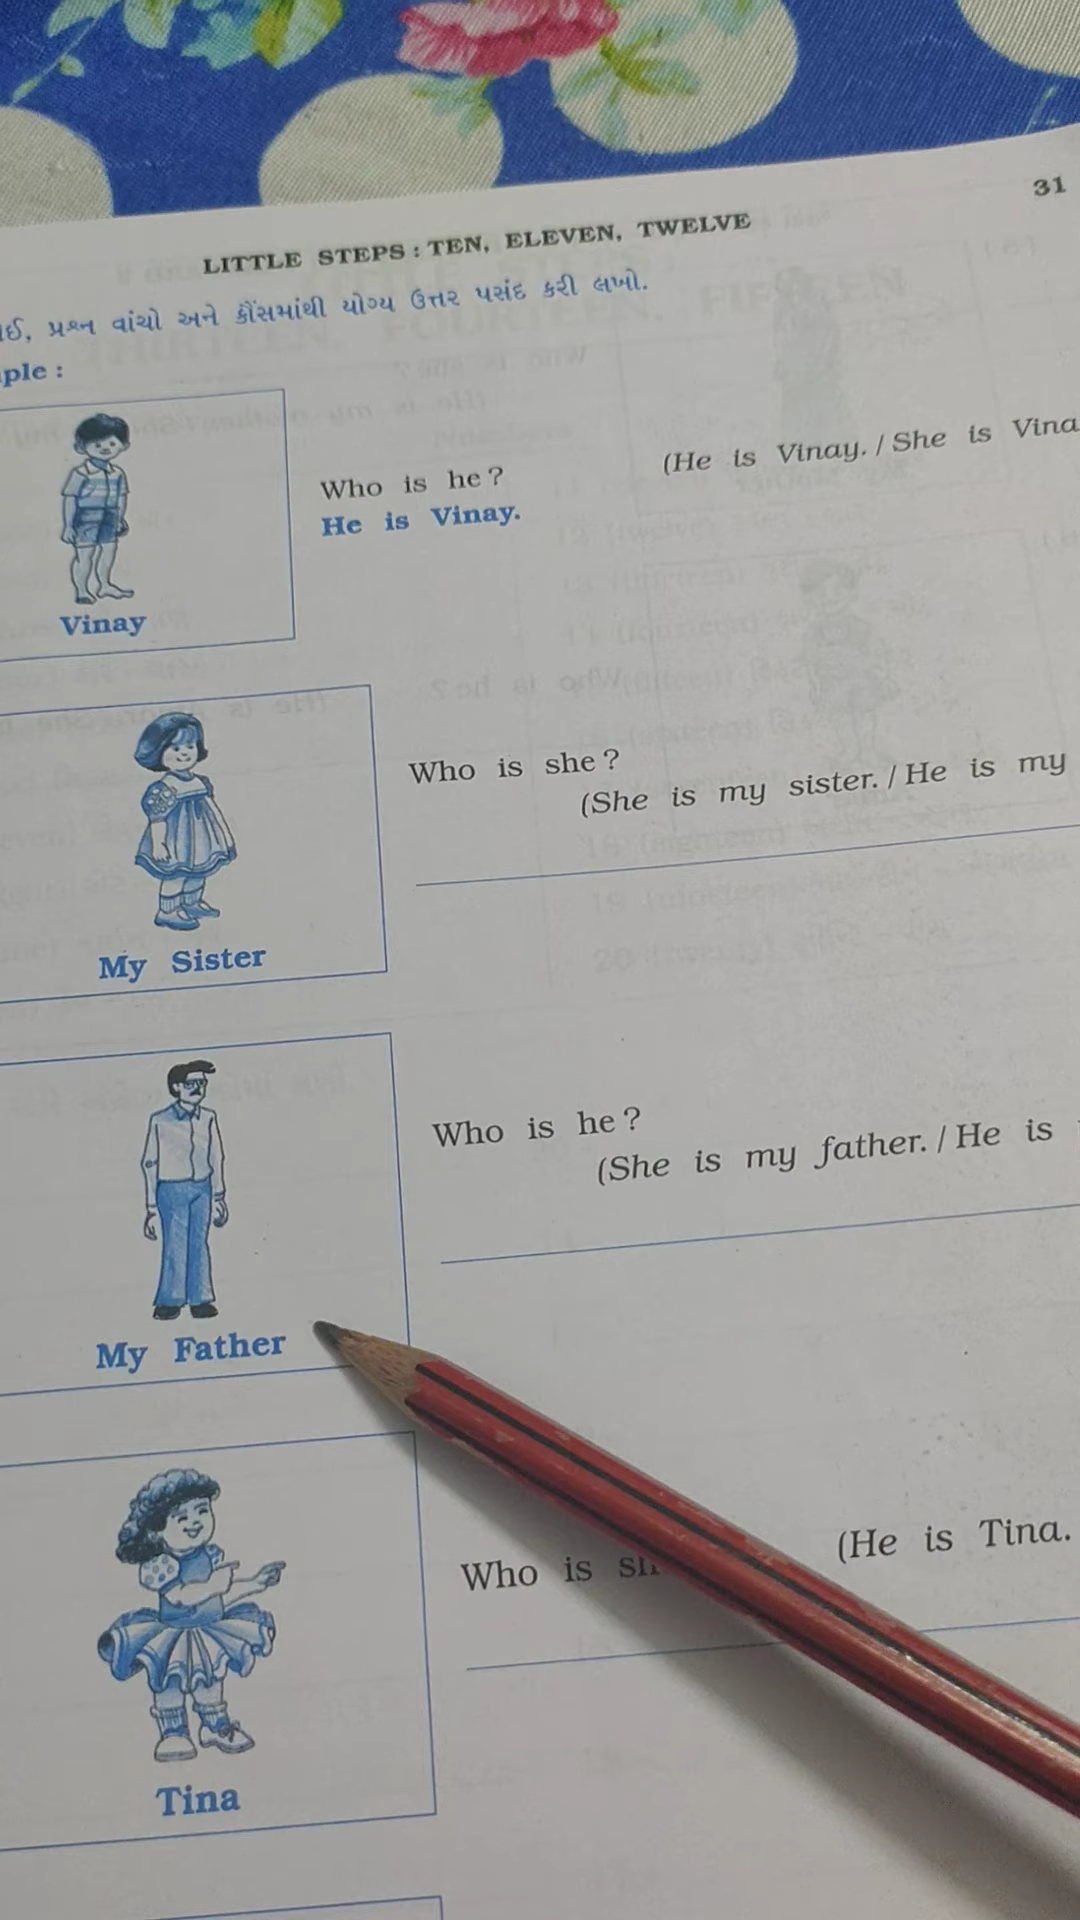 31
LITTLE STEPS : TEN, ELEVEN, TWELVE
પ્રશ્ન વાંચો અને કૌંસમાંથી યોગ્ય ઉત્તર પસંદ કરી લખો.
ple :
Who is he ?
(He is Vinay. / She is Vina
He is Vinay.
Vinay
Who is she ?
(She is my sister. / He is my
My Sister
Who is he ?
(She is my father. / He is
My Father
Who is
(He is Tina.
Tina